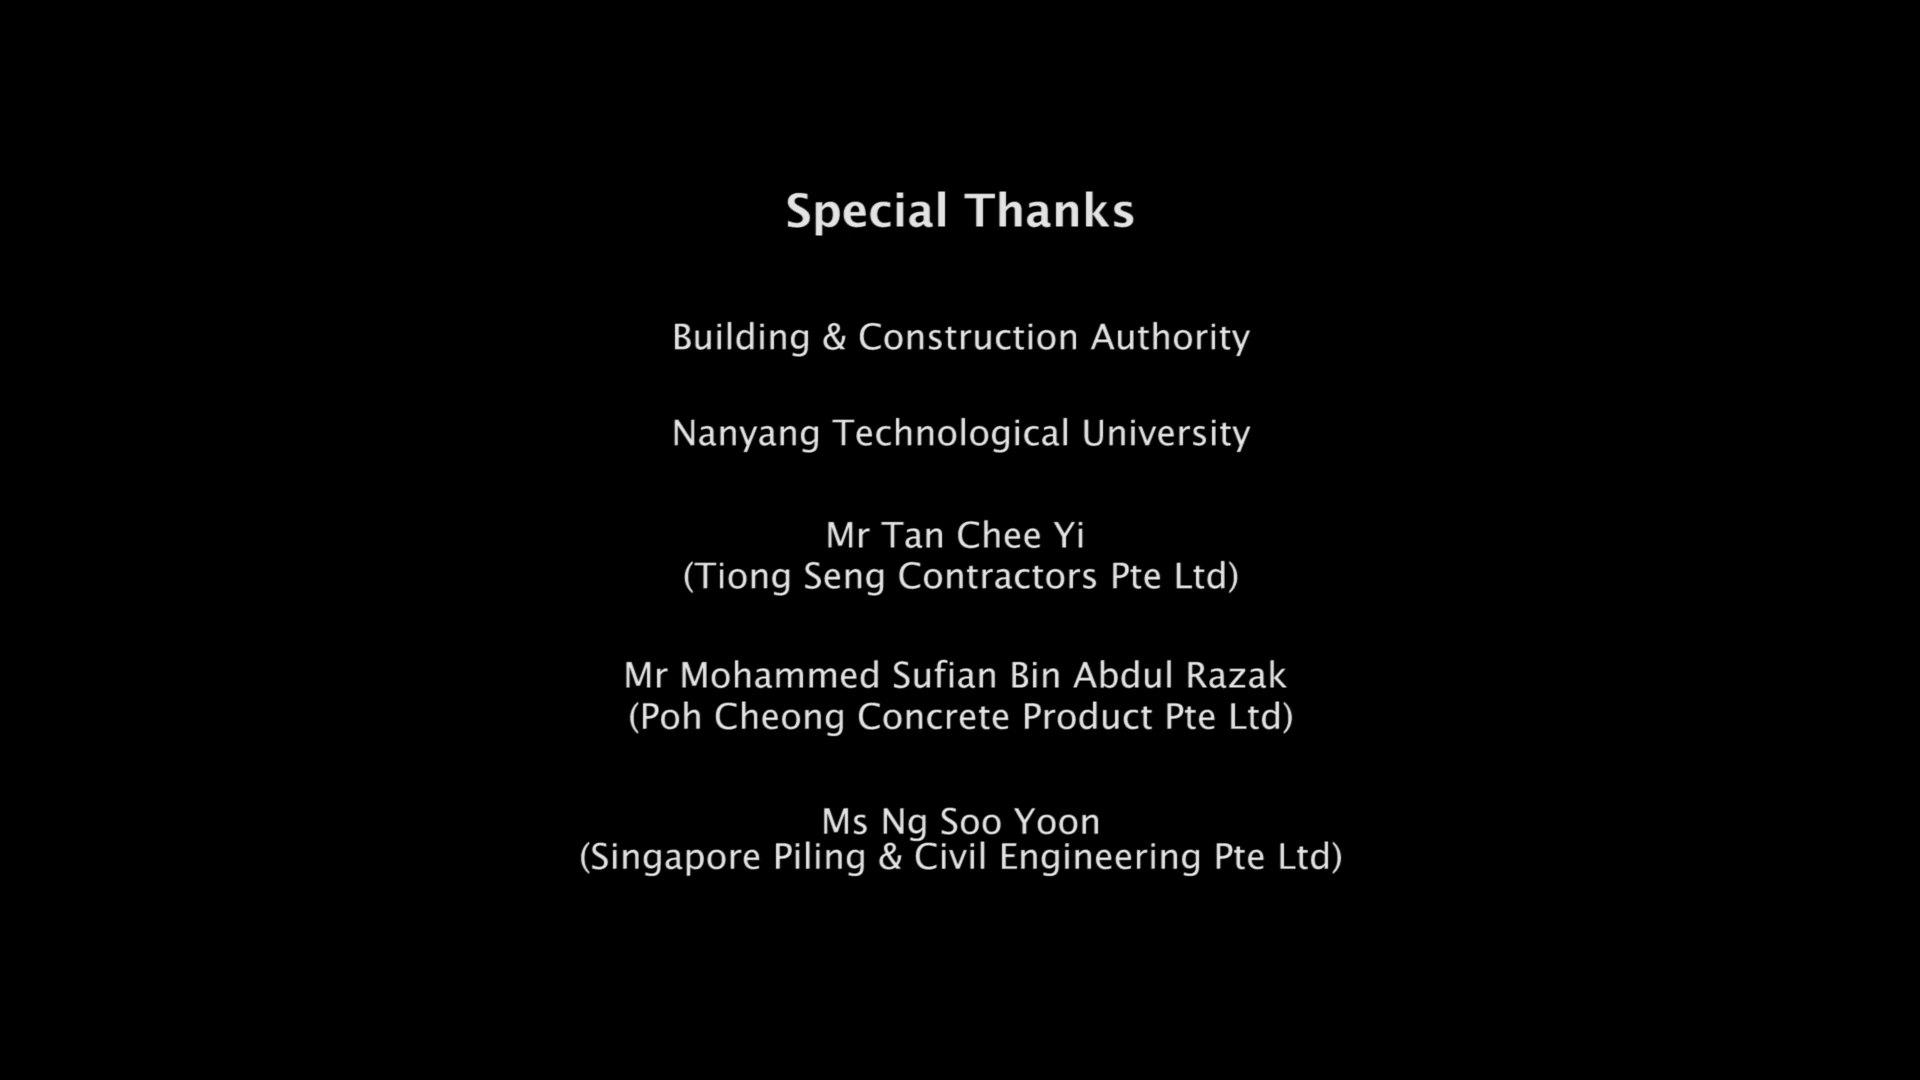 Special Thanks
Building & Construction Authority
Nanyang Technological University
Mr Tan Chee Yi
(Tiong Seng Contractors Pte Ltd)
Mr Mohammed Sufian Bin Abdul Razak
(Poh Cheong Concrete Product Pte Ltd)
Ms Ng Soo Yoon
(Singapore Piling & Civil Engineering Pte Ltd)